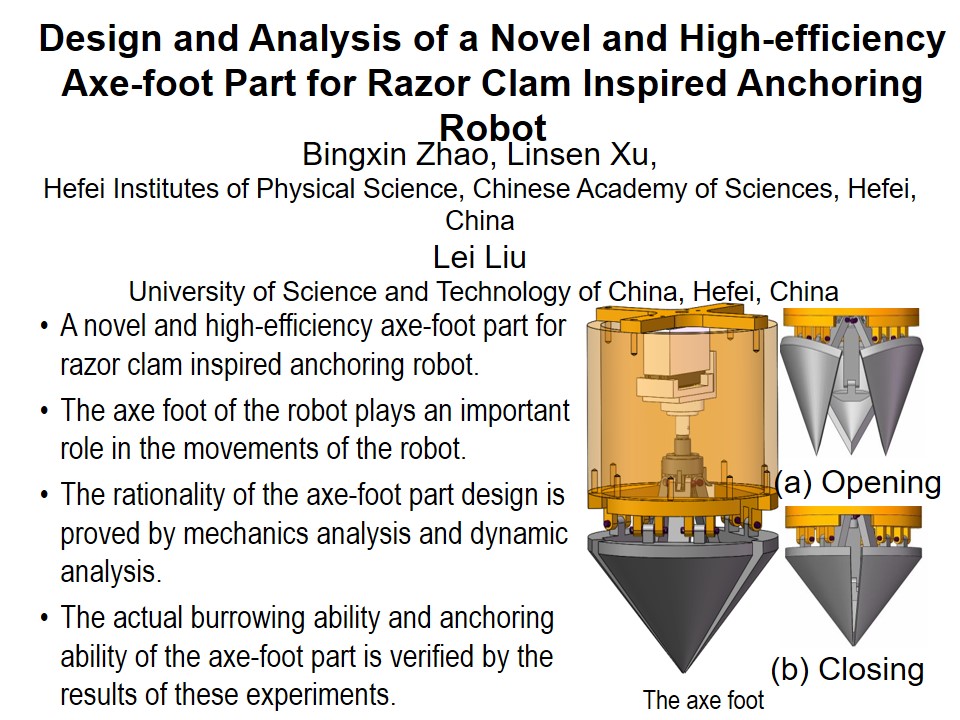 Design and Analysis of a Novel and High-efficiency
Axe-foot Part for Razor Clam Inspired Anchoring
Robot
Bingxin Zhao, Linsen Xu,
Hefei Institutes of Physical Science, Chinese Academy of Sciences, Hefei,
China
Lei Liu
University of Science and Technology of China, Hefei, China
• A novel and high-efficiency axe-foot part for
razor clam inspired anchoring robot.
• The axe foot of the robot plays an important
role in the movements of the robot.
• The rationality of the axe-foot part design is
proved by mechanics analysis and dynamic
analysis.
• The actual burrowing ability and anchoring
ability of the axe-foot part is verified by the
results of these experiments.
(a) Opening
(b) Closing
The axe foot